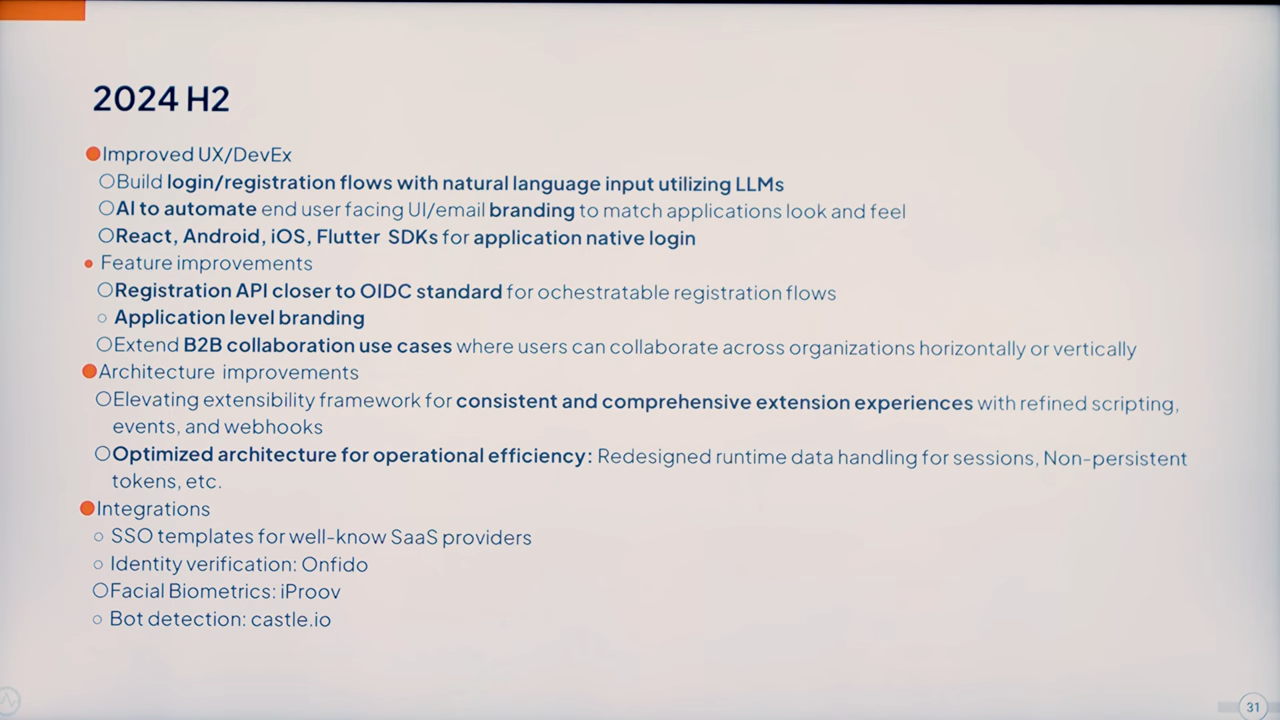 2024 H2
Improved UX/DevEx
Build login/registration flows with natural language input utilizing LLMs
AI to automate end user facing UI/email branding to match applications look and feel
React, Android, iOS, Flutter SDKs for application native login
Feature improvements
Registration API closer to OIDC standard for ochestratable registration flows
Application level branding
Extend B2B collaboration use cases where users can collaborate across organizations horizontally or vertically
Architecture improvements
Elevating extensibility framework for consistent and comprehensive extension experiences with refined scripting,
events, and webhooks
Optimized architecture for operational efficiency: Redesigned runtime data handling for sessions, Non-persistent
tokens, etc.
Integrations
SSO templates for well-know SaaS providers
Identity verification: Onfido
Facial Biometrics: iProov
Bot detection: castle.io
31